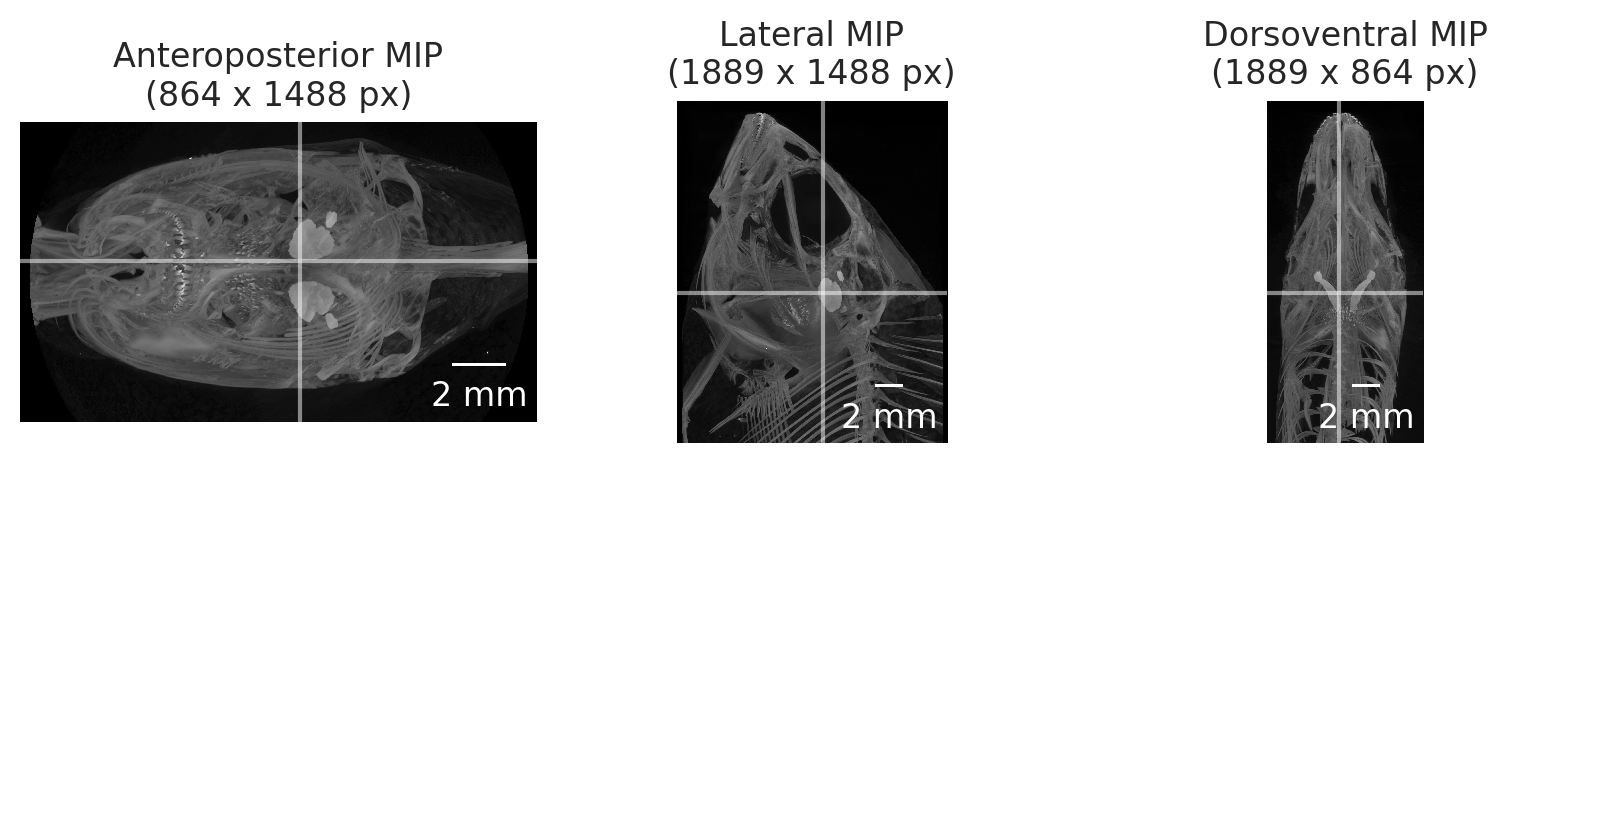 Anteroposterior MIP
(864 x 1488 px)
2 mm
Lateral MIP
(1889 x 1488 px)
2 mm
Dorsoventral MIP
(1889 x 864 px)
2 mm